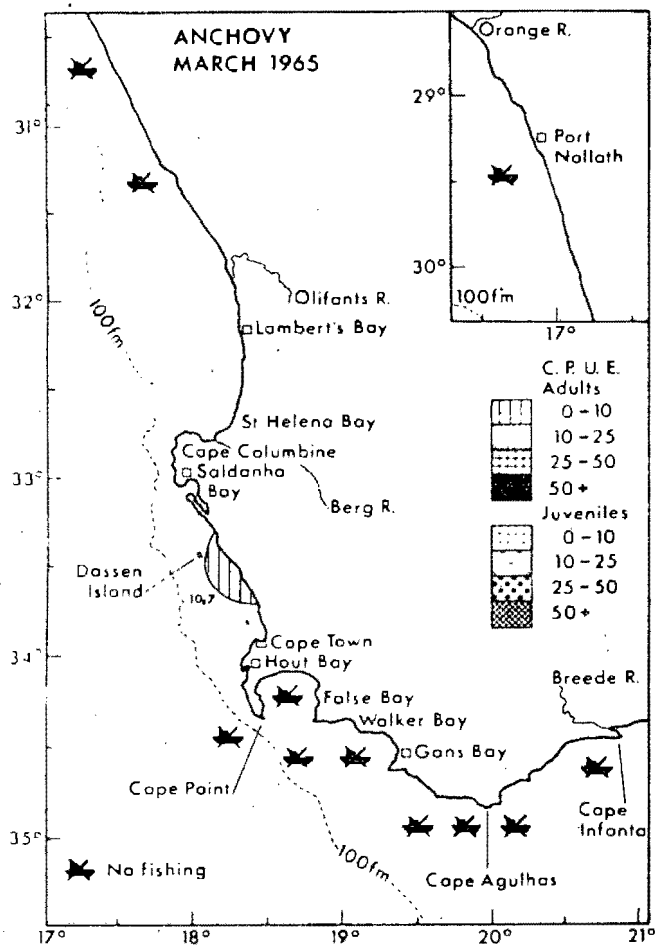 ANCHOVY
MARCH 1965
Orange R.
29°
Port
Nollath
30°
100fm
17°
31°
32°
33°
34°
35°
100fm
Olifants R.
Lambert's Bay
St Helena Bay
Cape Columbine
Saldanha
Bay
Berg R.
Dassen
Island
Cape Town
Hout Bay
False Bay
Walker Bay
Gans Bay
Cape Point
Breede R.
Cape
Infanta
Cape Agulhas
100fm
C. P. U. E.
Adults
0-10
10-25
25-50
50+
Juveniles
0-10
10-25
25-50
50+
No fishing
17°
18°
19°
20°
21°